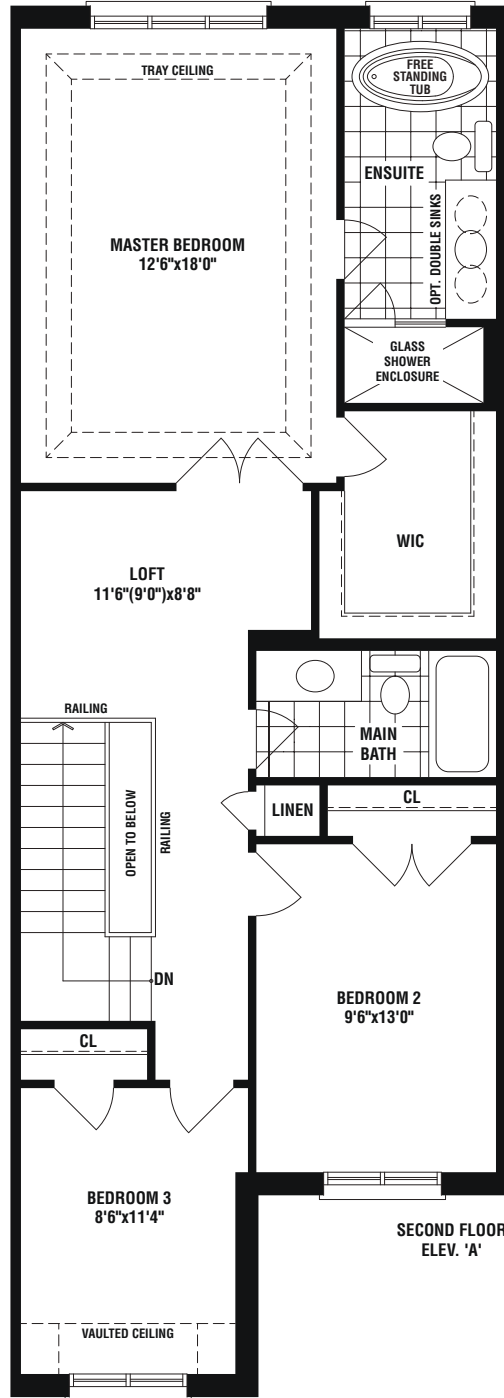 TRAY CEILING
FREE
STANDING
TUB
ENSUITE
OPT. DOUBLE SINKS
MASTER BEDROOM
12'6"x18'0"
GLASS
SHOWER
ENCLOSURE
WIC
LOFT
11'6"(9'0")x8'8"
RAILING
MAIN
BATH
OPEN TO BELOW
RAILING
LINEN
CL
DN
BEDROOM 2
9'6"x13'0"
CL
BEDROOM 3
8'6"x11'4"
SECOND FLOOR
ELEV. 'A'
VAULTED CEILING